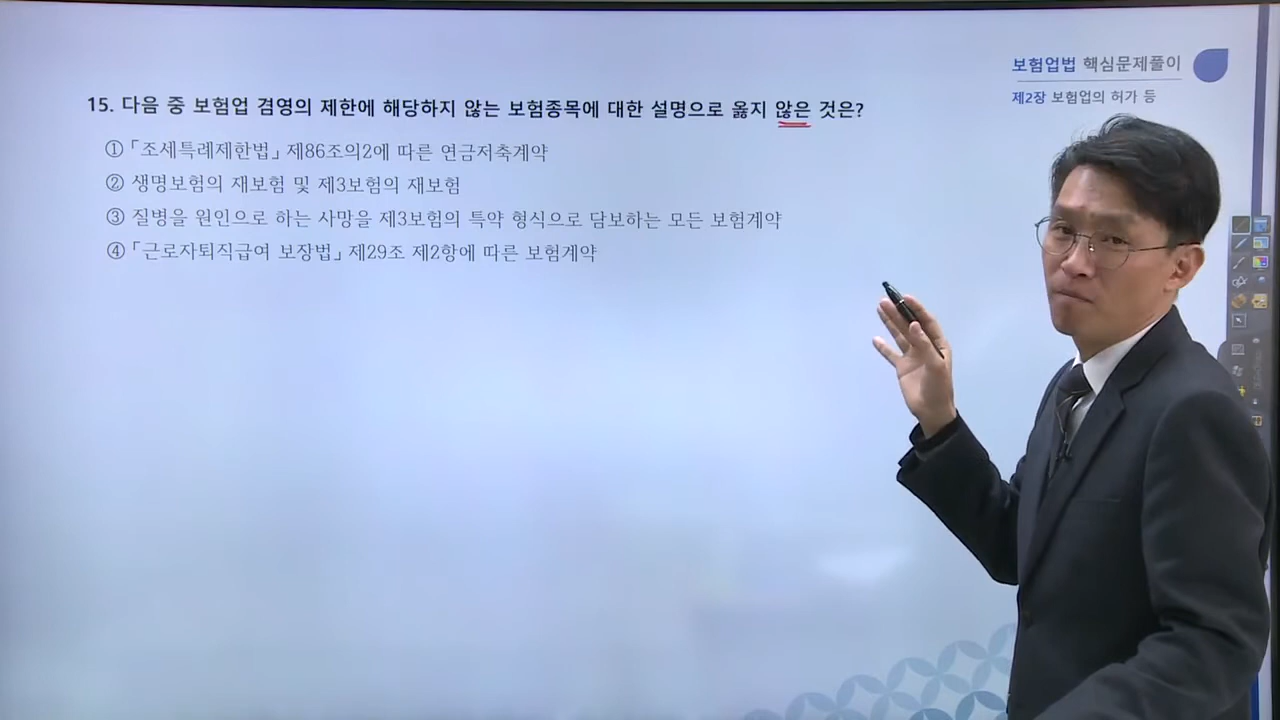 보험업법 핵심문제풀이
제2장 보험업의 허가 등
15. 다음 중 보험업 겸영의 제한에 해당하지 않는 보험종목에 대한 설명으로 옳지 않은 것은?
① 「조세특례제한법」 제86조의2에 따른 연금저축계약
② 생명보험의 재보험 및 제3보험의 재보험
③ 질병을 원인으로 하는 사망을 제3보험의 특약 형식으로 담보하는 모든 보험계약
④ 「근로자퇴직급여 보장법」 제29조 제2항에 따른 보험계약